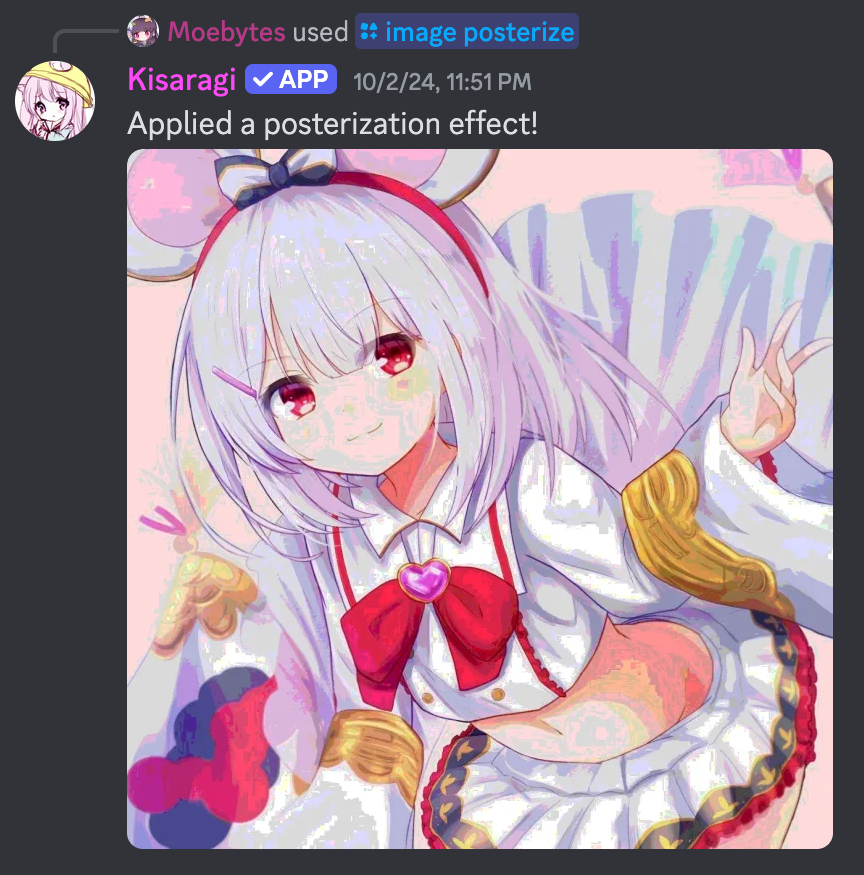 Moebytes used image posterize
Kisaragi ✓ APP 10/2/24, 11:51 PM
Applied a posterization effect!